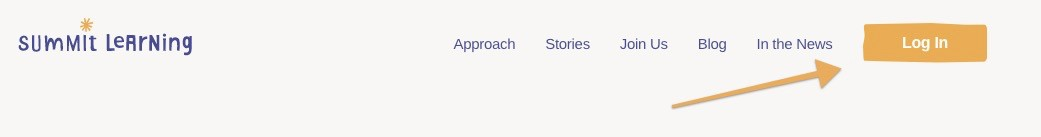 summit Learning
Approach Stories Join Us Blog In the News Log In